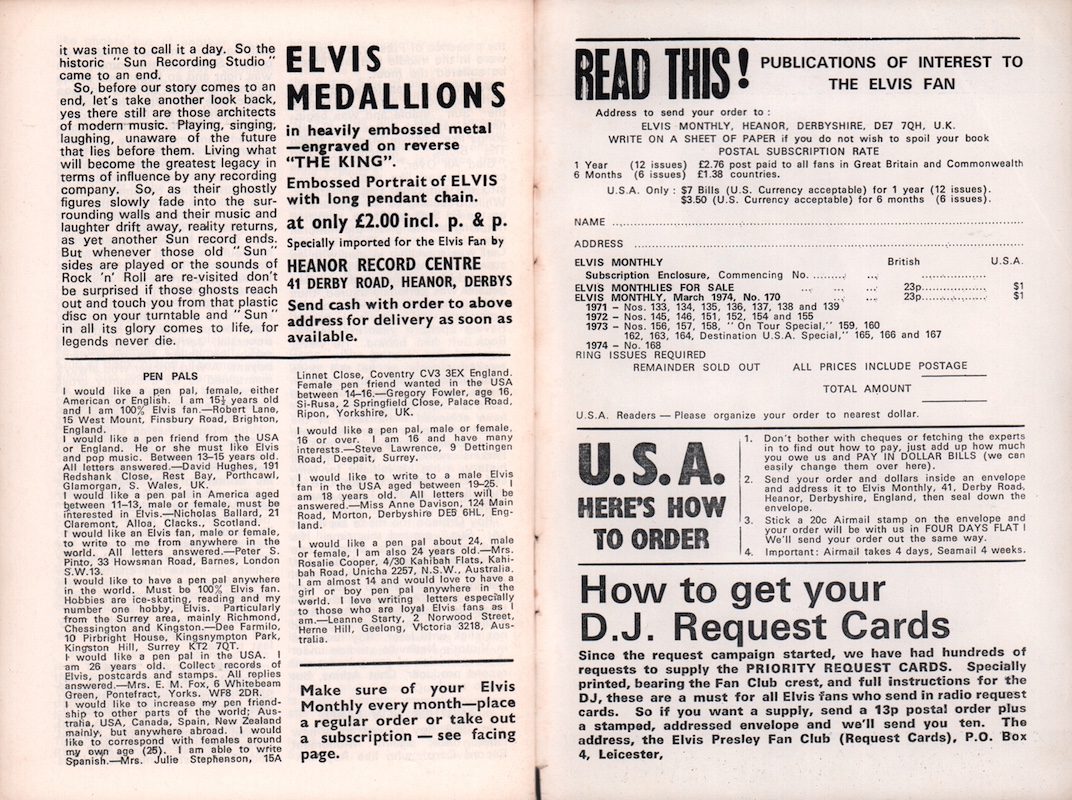 it was time to call it a day. So the
historic "Sun Recording Studio"
came to an end.
So, before our story comes to an
end, let's take another look back,
yes there still are those architects
of modern music. Playing, singing,
laughing, unaware of the future
that lies before them. Living what
will become the greatest legacy in
terms of influence by any recording
company. So, as their ghostly
figures slowly fade into the sur-
rounding walls and their music and
laughter drift away, reality returns,
as yet another Sun record ends.
But whenever those old "Sun"
sides are played or the sounds of
Rock 'n' Roll are re-visited don't
be surprised if those ghosts reach
out and touch you from that plastic
disc on your turntable and "Sun"
in all its glory comes to life, for
legends never die.
ELVIS
MEDALLIONS
in heavily embossed metal
—engraved on reverse
"THE KING".
Embossed Portrait of ELVIS
with long pendant chain.
at only £2.00 incl. p. & p.
Specially imported for the Elvis Fan by
HEANOR RECORD CENTRE
41 DERBY ROAD, HEANOR, DERBYS
Send cash with order to above
address for delivery as soon as
available.
PEN PALS
I would like a pen pal, female, either
American or English. I am 15½ years old
and I am 100% Elvis fan.—Robert Lane,
15 West Mount, Finsbury Road, Brighton,
England.
I would like a pen friend from the USA
or England. He or she must like Elvis
and pop music. Between 13–15 years old.
All letters answered.—David Hughes, 191
Redshank Close, Rest Bay, Porthcawl,
Glamorgan, S. Wales, UK.
I would like a pen pal in America aged
between 11–13, male or female, must be
interested in Elvis.—Nicholas Ballard, 21
Claremont, Alloa, Clacks., Scotland.
I would like an Elvis fan, male or female,
to write to me from anywhere in the
world. All letters answered.—Peter S.
Pinto, 33 Howsman Road, Barnes, London
S.W.13.
I would like to have a pen pal anywhere
in the world. Must be 100% Elvis fan.
Hobbies are ice-skating, reading and my
number one hobby, Elvis. Particularly
from the Surrey area, mainly Richmond,
Chessington and Kingston.—Dee Farmilo,
10 Pirbright House, Kingsnympton Park,
Kingston Hill, Surrey KT2 7QT.
I would like a pen pal in the USA. I
am 26 years old. Collect records of
Elvis, postcards and stamps. All replies
answered.—Mrs. E. M. Fox, 6 Whitebeam
Green, Pontefract, Yorks. WF8 2DR.
I would like to increase my pen friend-
ship to other parts of the world; Aus-
tralia, USA, Canada, Spain, New Zealand
mainly, but anywhere abroad. I would
like to correspond with females around
my own age (25). I am able to write
Spanish.—Mrs. Julie Stephenson, 15A
Linnet Close, Coventry CV3 3EX England.
Female pen friend wanted in the USA
between 14–16.—Gregory Fowler, age 16,
Si-Rusa, 2 Springfield Close, Palace Road,
Ripon, Yorkshire, UK.
I would like a pen pal, male or female,
16 or over. I am 16 and have many
interests.—Steve Lawrence, 9 Dettingen
Road, Deepait, Surrey.
I would like to write to a male Elvis
fan in the USA aged between 19–25. I
am 18 years old. All letters will be
answered.—Miss Anne Davison, 124 Main
Road, Morton, Derbyshire DE5 6HL, Eng-
land.
I would like a pen pal about 24, male
or female, I am also 24 years old.—Mrs.
Rosalie Cooper, 4/30 Kahibah Flats, Kahi-
bah Road, Unicha 2257, N.S.W., Australia.
I am almost 14 and would love to have a
girl or boy pen pal anywhere in the
world. I love writing letters especially
to those who are loyal Elvis fans as I
am.—Leanne Starty, 2 Norwood Street,
Herne Hill, Geelong, Victoria 3218, Aus-
tralia.
Make sure of your Elvis
Monthly every month—place
a regular order or take out
a subscription — see facing
page.
READ THIS! PUBLICATIONS OF INTEREST TO
THE ELVIS FAN
Address to send your order to :
ELVIS MONTHLY, HEANOR, DERBYSHIRE, DE7 7QH, U.K.
WRITE ON A SHEET OF PAPER if you do not wish to spoil your book
POSTAL SUBSCRIPTION RATE
1 Year (12 issues) £2.76 post paid to all fans in Great Britain and Commonwealth
6 Months (6 issues) £1.38 countries.
U.S.A. Only : $7 Bills (U.S. Currency acceptable) for 1 year (12 issues).
$3.50 (U.S. Currency acceptable) for 6 months (6 issues).
NAME
ADDRESS
ELVIS MONTHLY British U.S.A.
Subscription Enclosure, Commencing No. ......... ... ...
ELVIS MONTHLIES FOR SALE ... ... ... 23p............... $1
ELVIS MONTHLY, March 1974, No. 170 ... ... 23p............... $1
1971 – Nos. 133, 134, 135, 136, 137, 138 and 139
1972 – Nos. 145, 146, 151, 152, 154 and 155
1973 – Nos. 156, 157, 158, "On Tour Special," 159, 160
162, 163, 164, Destination U.S.A. Special," 165, 166 and 167
1974 – No. 168
RING ISSUES REQUIRED
REMAINDER SOLD OUT ALL PRICES INCLUDE POSTAGE
TOTAL AMOUNT
U.S.A. Readers — Please organize your order to nearest dollar.
U.S.A.
HERE'S HOW
TO ORDER
1. Don't bother with cheques or fetching the experts
in to find out how to pay, just add up how much
you owe us and PAY IN DOLLAR BILLS (we can
easily change them over here).
2. Send your order and dollars inside an envelope
and address it to Elvis Monthly, 41, Derby Road,
Heanor, Derbyshire, England, then seal down the
envelope.
3. Stick a 20c Airmail stamp on the envelope and
your order will be with us in FOUR DAYS FLAT !
We'll send your order out the same way.
4. Important: Airmail takes 4 days, Seamail 4 weeks.
How to get your
D.J. Request Cards
Since the request campaign started, we have had hundreds of
requests to supply the PRIORITY REQUEST CARDS. Specially
printed, bearing the Fan Club crest, and full instructions for the
DJ, these are a must for all Elvis fans who send in radio request
cards. So if you want a supply, send a 13p postal order plus
a stamped, addressed envelope and we'll send you ten. The
address, the Elvis Presley Fan Club (Request Cards), P.O. Box
4, Leicester,